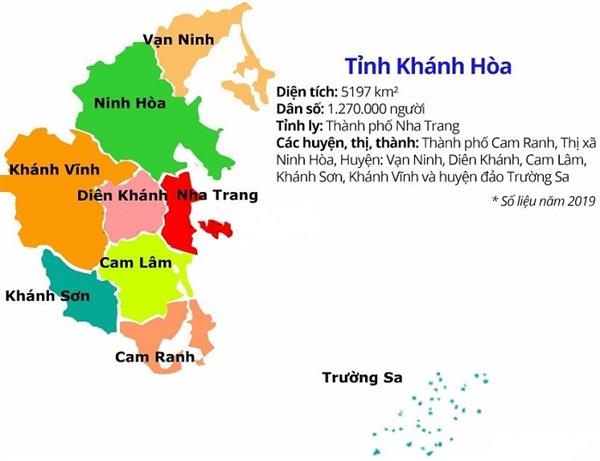 Vạn Ninh
Ninh Hòa
Khánh Vĩnh
Diên Khánh
Nha Trang
Cam Lâm
Khánh Sơn
Cam Ranh
Trường Sa
Tỉnh Khánh Hòa
Diện tích: 5197 km²
Dân số: 1.270.000 người
Tỉnh ly: Thành phố Nha Trang
Các huyện, thị, thành: Thành phố Cam Ranh, Thị xã
Ninh Hòa, Huyện: Vạn Ninh, Diên Khánh, Cam Lâm,
Khánh Sơn, Khánh Vĩnh và huyện đảo Trường Sa
* Số liệu năm 2019